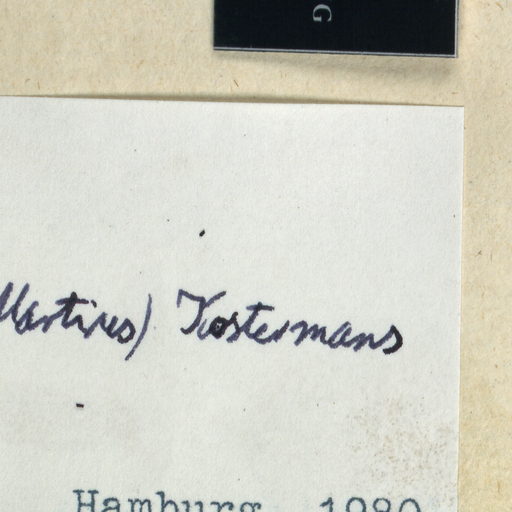 G
Martius) Kostermans
Hamburg, 1980